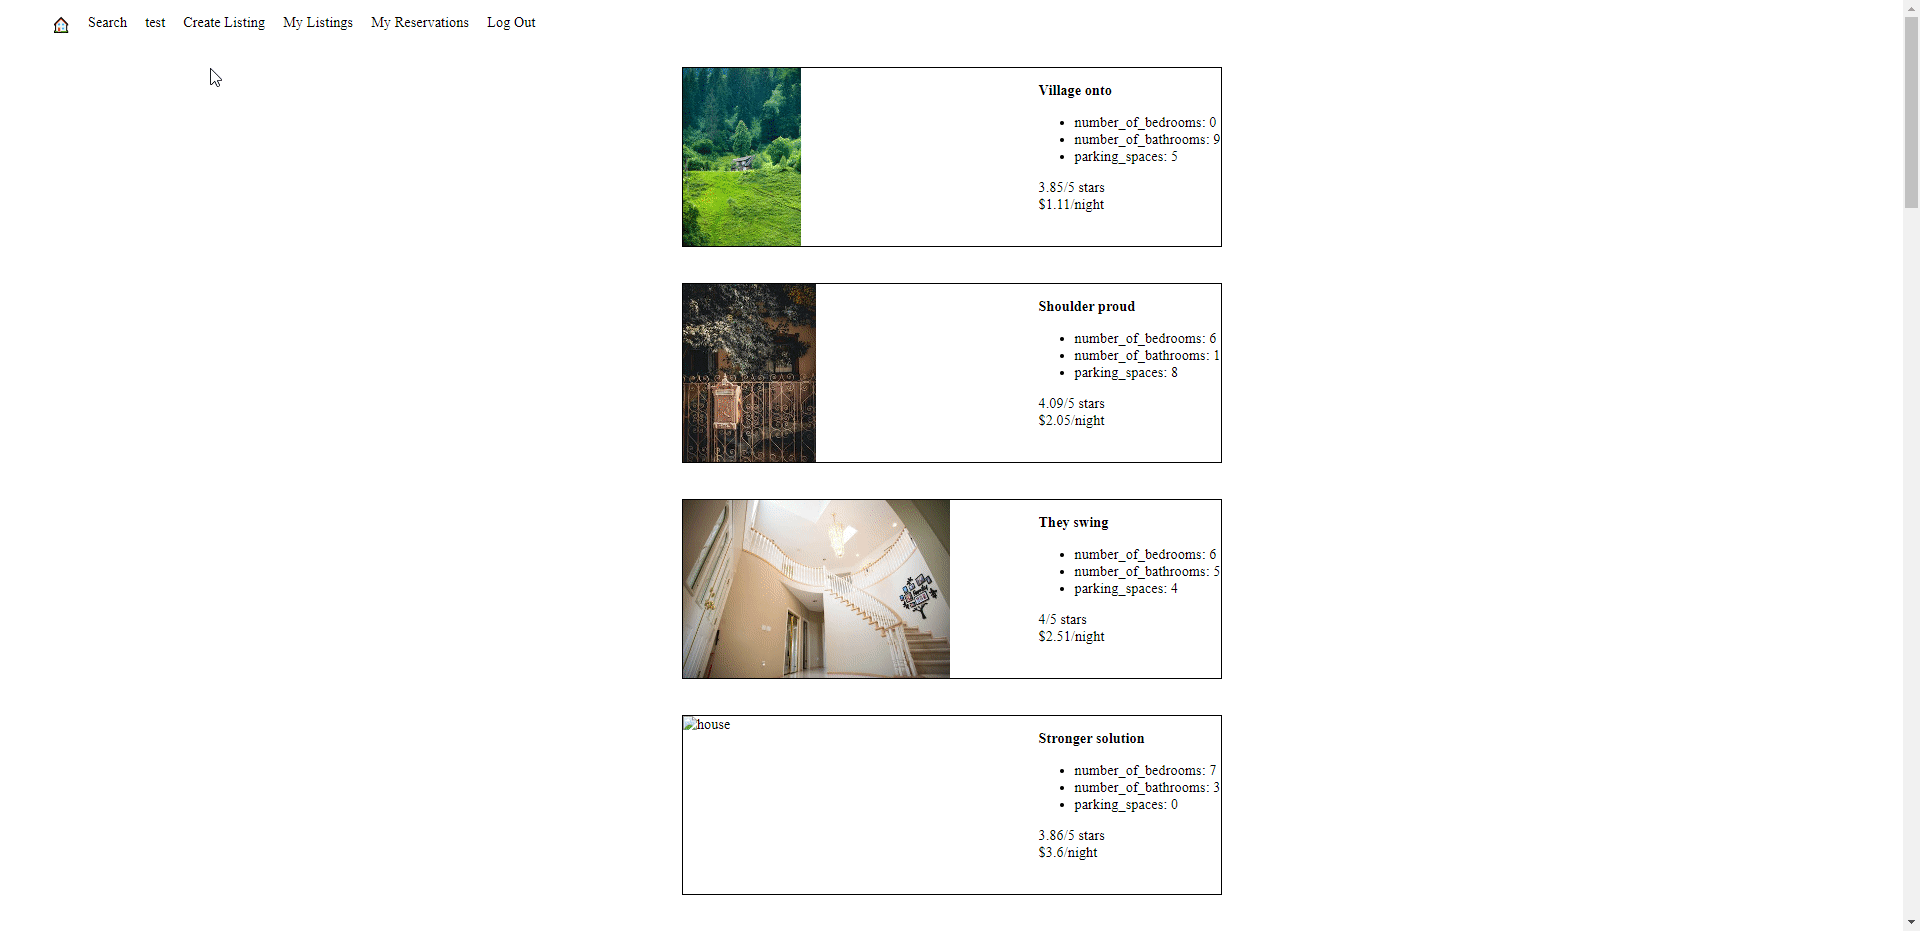 Search test Create Listing My Listings My Reservations Log Out
Village onto
number_of_bedrooms: 0
number_of_bathrooms: 9
parking_spaces: 5
3.85/5 stars
$1.11/night
Shoulder proud
number_of_bedrooms: 6
number_of_bathrooms: 1
parking_spaces: 8
4.09/5 stars
$2.05/night
They swing
number_of_bedrooms: 6
number_of_bathrooms: 5
parking_spaces: 4
4/5 stars
$2.51/night
house
Stronger solution
number_of_bedrooms: 7
number_of_bathrooms: 3
parking_spaces: 0
3.86/5 stars
$3.6/night